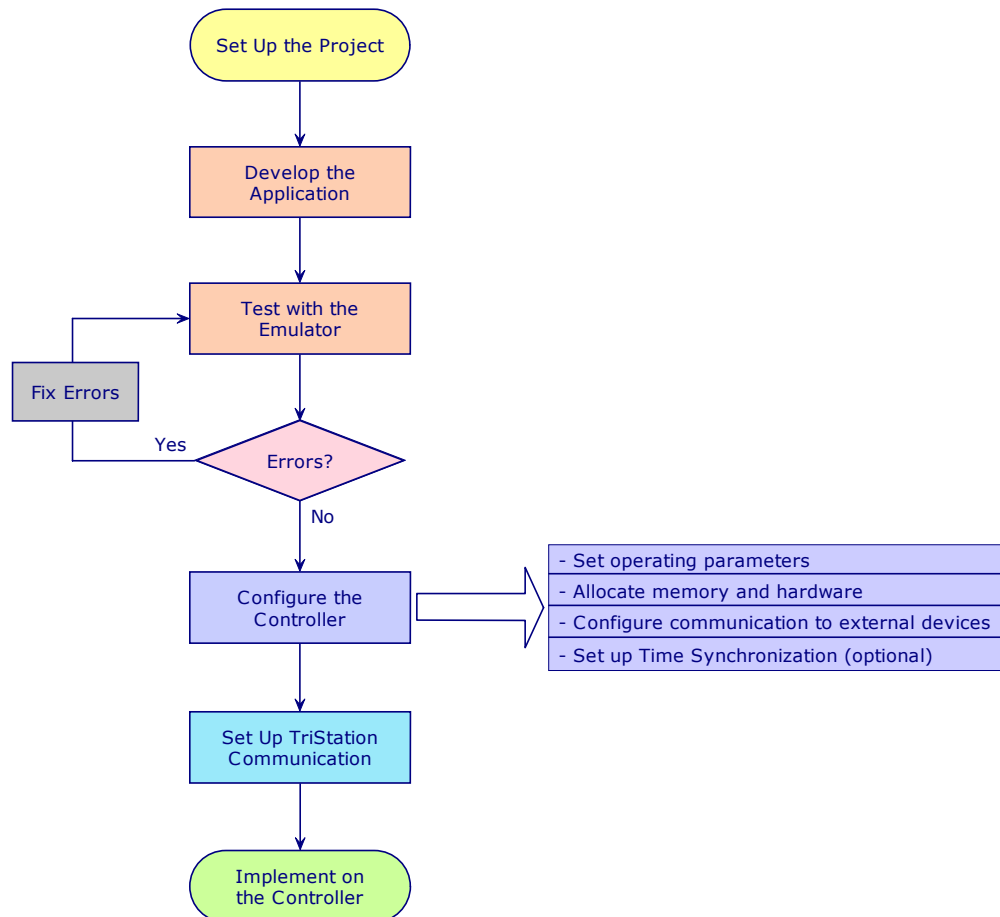 Set Up the Project
Develop the
Application
Test with the
Emulator
Fix Errors
Yes
Errors?
No
Configure the
Controller
- Set operating parameters
- Allocate memory and hardware
- Configure communication to external devices
- Set up Time Synchronization (optional)
Set Up TriStation
Communication
Implement on
the Controller